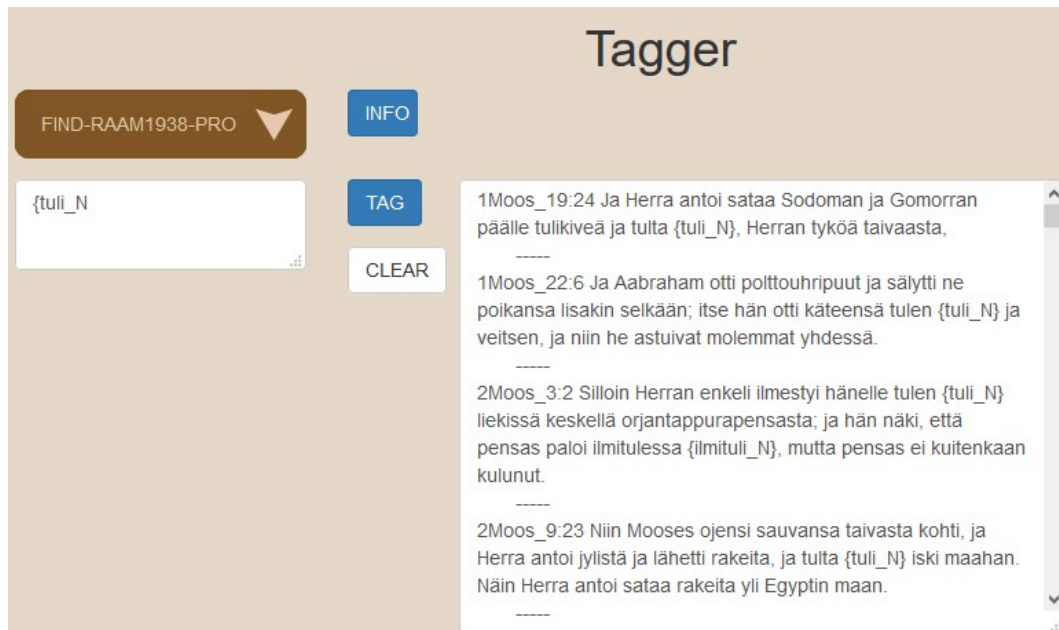 Tagger
FIND-RAAM1938-PRO
INFO
{tuli_N
TAG
CLEAR
1Moos_19:24 Ja Herra antoi sataa Sodoman ja Gomorran
päälle tulikiveä ja tulta {tuli_N}, Herran tyköä taivaasta,
-----
1Moos_22:6 Ja Aabraham otti polttouhripuut ja sälytti ne
poikansa Iisakin selkään; itse hän otti käteensä tulen {tuli_N} ja
veitsen, ja niin he astuivat molemmat yhdessä.
-----
2Moos_3:2 Silloin Herran enkeli ilmestyi hänelle tulen {tuli_N}
liekissä keskellä orjantappurapensasta; ja hän näki, että
pensas paloi ilmitulessa {ilmituli_N}, mutta pensas ei kuitenkaan
kulunut.
-----
2Moos_9:23 Niin Mooses ojensi sauvansa taivasta kohti, ja
Herra antoi jylistä ja lähetti rakeita, ja tulta {tuli_N} iski maahan.
Näin Herra antoi sataa rakeita yli Egyptin maan.
-----